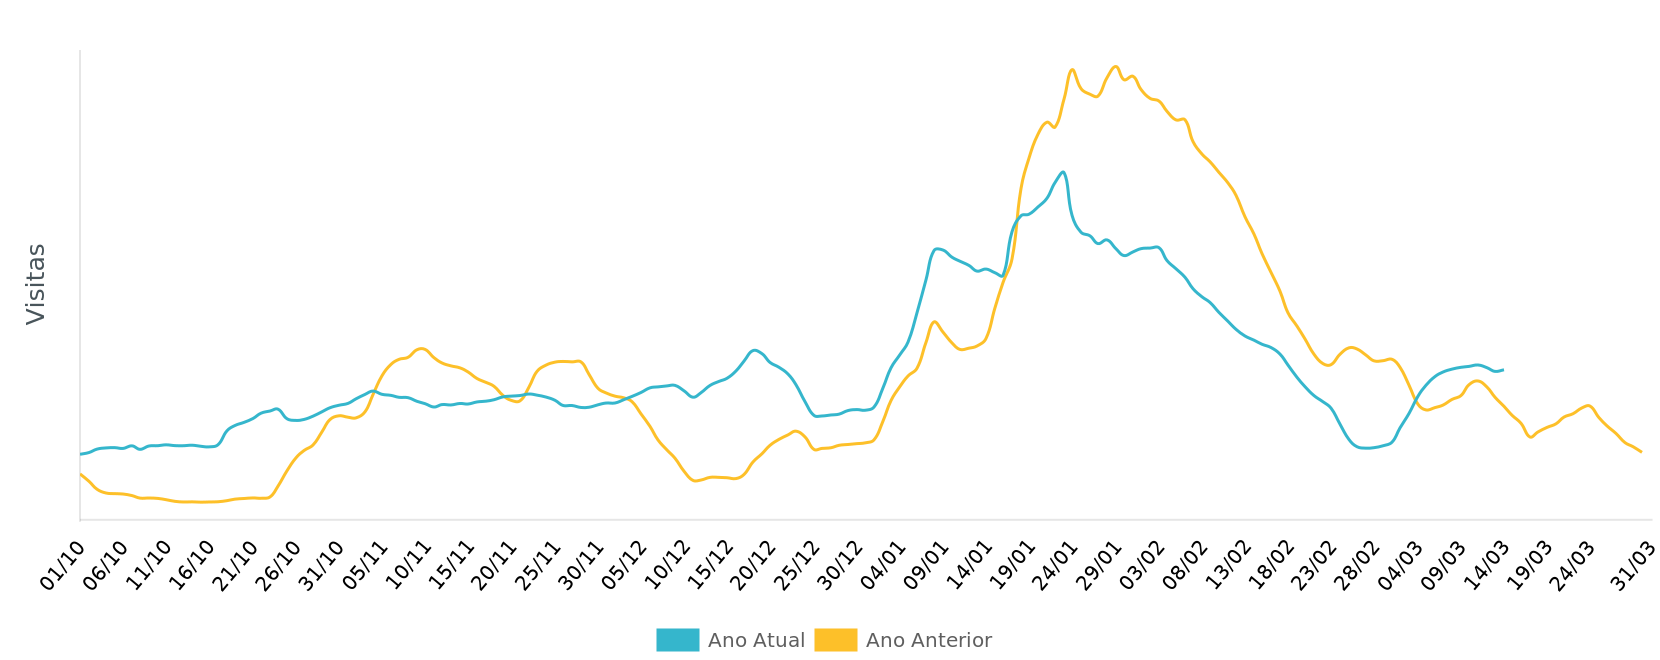 Visitas
01/10 06/10 11/10 16/10 21/10 26/10 31/10 05/11 10/11 15/11 20/11 25/11 30/11 05/12 10/12 15/12 20/12 25/12 30/12 04/01 09/01 14/01 19/01 24/01 29/01 03/02 08/02 13/02 18/02 23/02 28/02 04/03 09/03 14/03 19/03 24/03 31/03
Ano Atual Ano Anterior